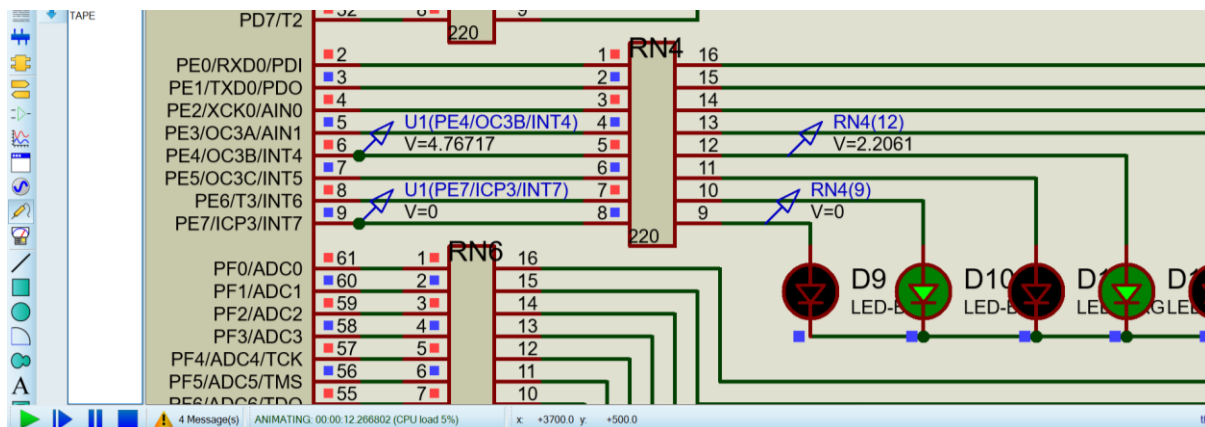 TAPE
PD7/T2
32 8 9
220
RN4
PE0/RXD0/PDI 2 1 16
PE1/TXD0/PDO 3 2 15
PE2/XCK0/AIN0 4 3 14
PE3/OC3A/AIN1 5 4 13
PE4/OC3B/INT4 6 5 12
PE5/OC3C/INT5 7 6 11
PE6/T3/INT6 8 7 10
PE7/ICP3/INT7 9 8 9
U1(PE4/OC3B/INT4)
V=4.76717
RN4(12)
V=2.2061
U1(PE7/ICP3/INT7)
V=0
RN4(9)
V=0
220
RN6
PF0/ADC0 61 1 16
PF1/ADC1 60 2 15
PF2/ADC2 59 3 14
PF3/ADC3 58 4 13
PF4/ADC4/TCK 57 5 12
PF5/ADC5/TMS 56 6 11
PF6/ADC6/TDO 55 7 10
D9 D10
A
4 Message(s) ANIMATING: 00:00:12.266802 (CPU load 5%) x: +3700.0 y: +500.0